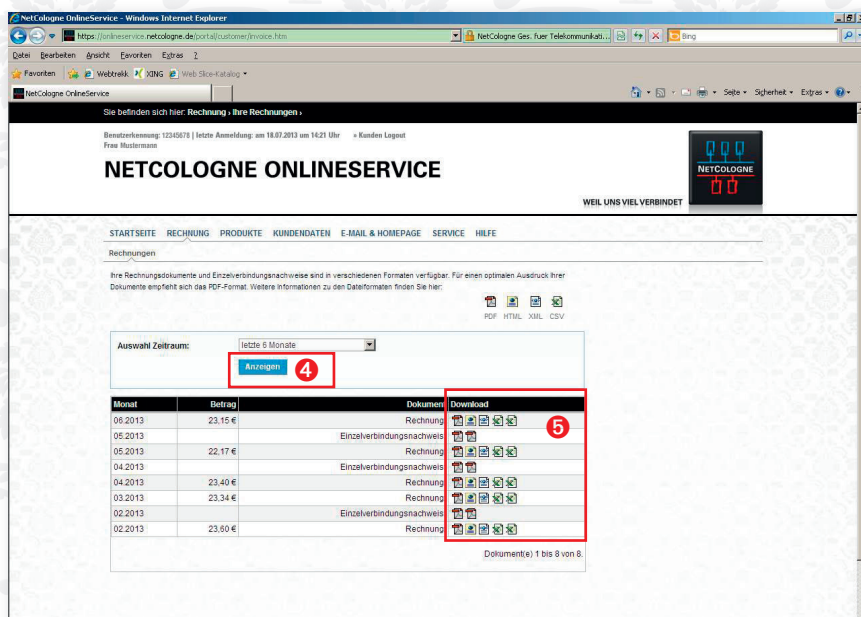 NetCologne OnlineService - Windows Internet Explorer
https://onlineservice.netcologne.de/portal/customer/invoice.htm
NetCologne Ges. fuer Telekommunikati...
Bing
Datei Bearbeiten Ansicht Favoriten Extras ?
Favoriten Webtrekk XING Web Slice-Katalog
NetCologne OnlineService
Seite Sicherheit Extras
Sie befinden sich hier: Rechnung › Ihre Rechnungen ›
Benutzerkennung: 12345678 | letzte Anmeldung: am 18.07.2013 um 14:21 Uhr » Kunden Logout
Frau Mustermann
NETCOLOGNE ONLINESERVICE
NETCOLOGNE
WEIL UNS VIEL VERBINDET
STARTSEITE RECHNUNG PRODUKTE KUNDENDATEN E-MAIL & HOMEPAGE SERVICE HILFE
Rechnungen
Ihre Rechnungsdokumente und Einzelverbindungsnachweise sind in verschiedenen Formaten verfügbar. Für einen optimalen Ausdruck Ihrer
Dokumente empfiehlt sich das PDF-Format. Weitere Informationen zu den Dateiformaten finden Sie hier:
PDF HTML XML CSV
Auswahl Zeitraum: letzte 6 Monate
Anzeigen 4
Monat Betrag Dokument Download
06.2013 23,15 € Rechnung 5
05.2013 Einzelverbindungsnachweis
05.2013 22,17 € Rechnung
04.2013 Einzelverbindungsnachweis
04.2013 23,40 € Rechnung
03.2013 23,34 € Rechnung
02.2013 Einzelverbindungsnachweis
02.2013 23,60 € Rechnung
Dokument(e) 1 bis 8 von 8.